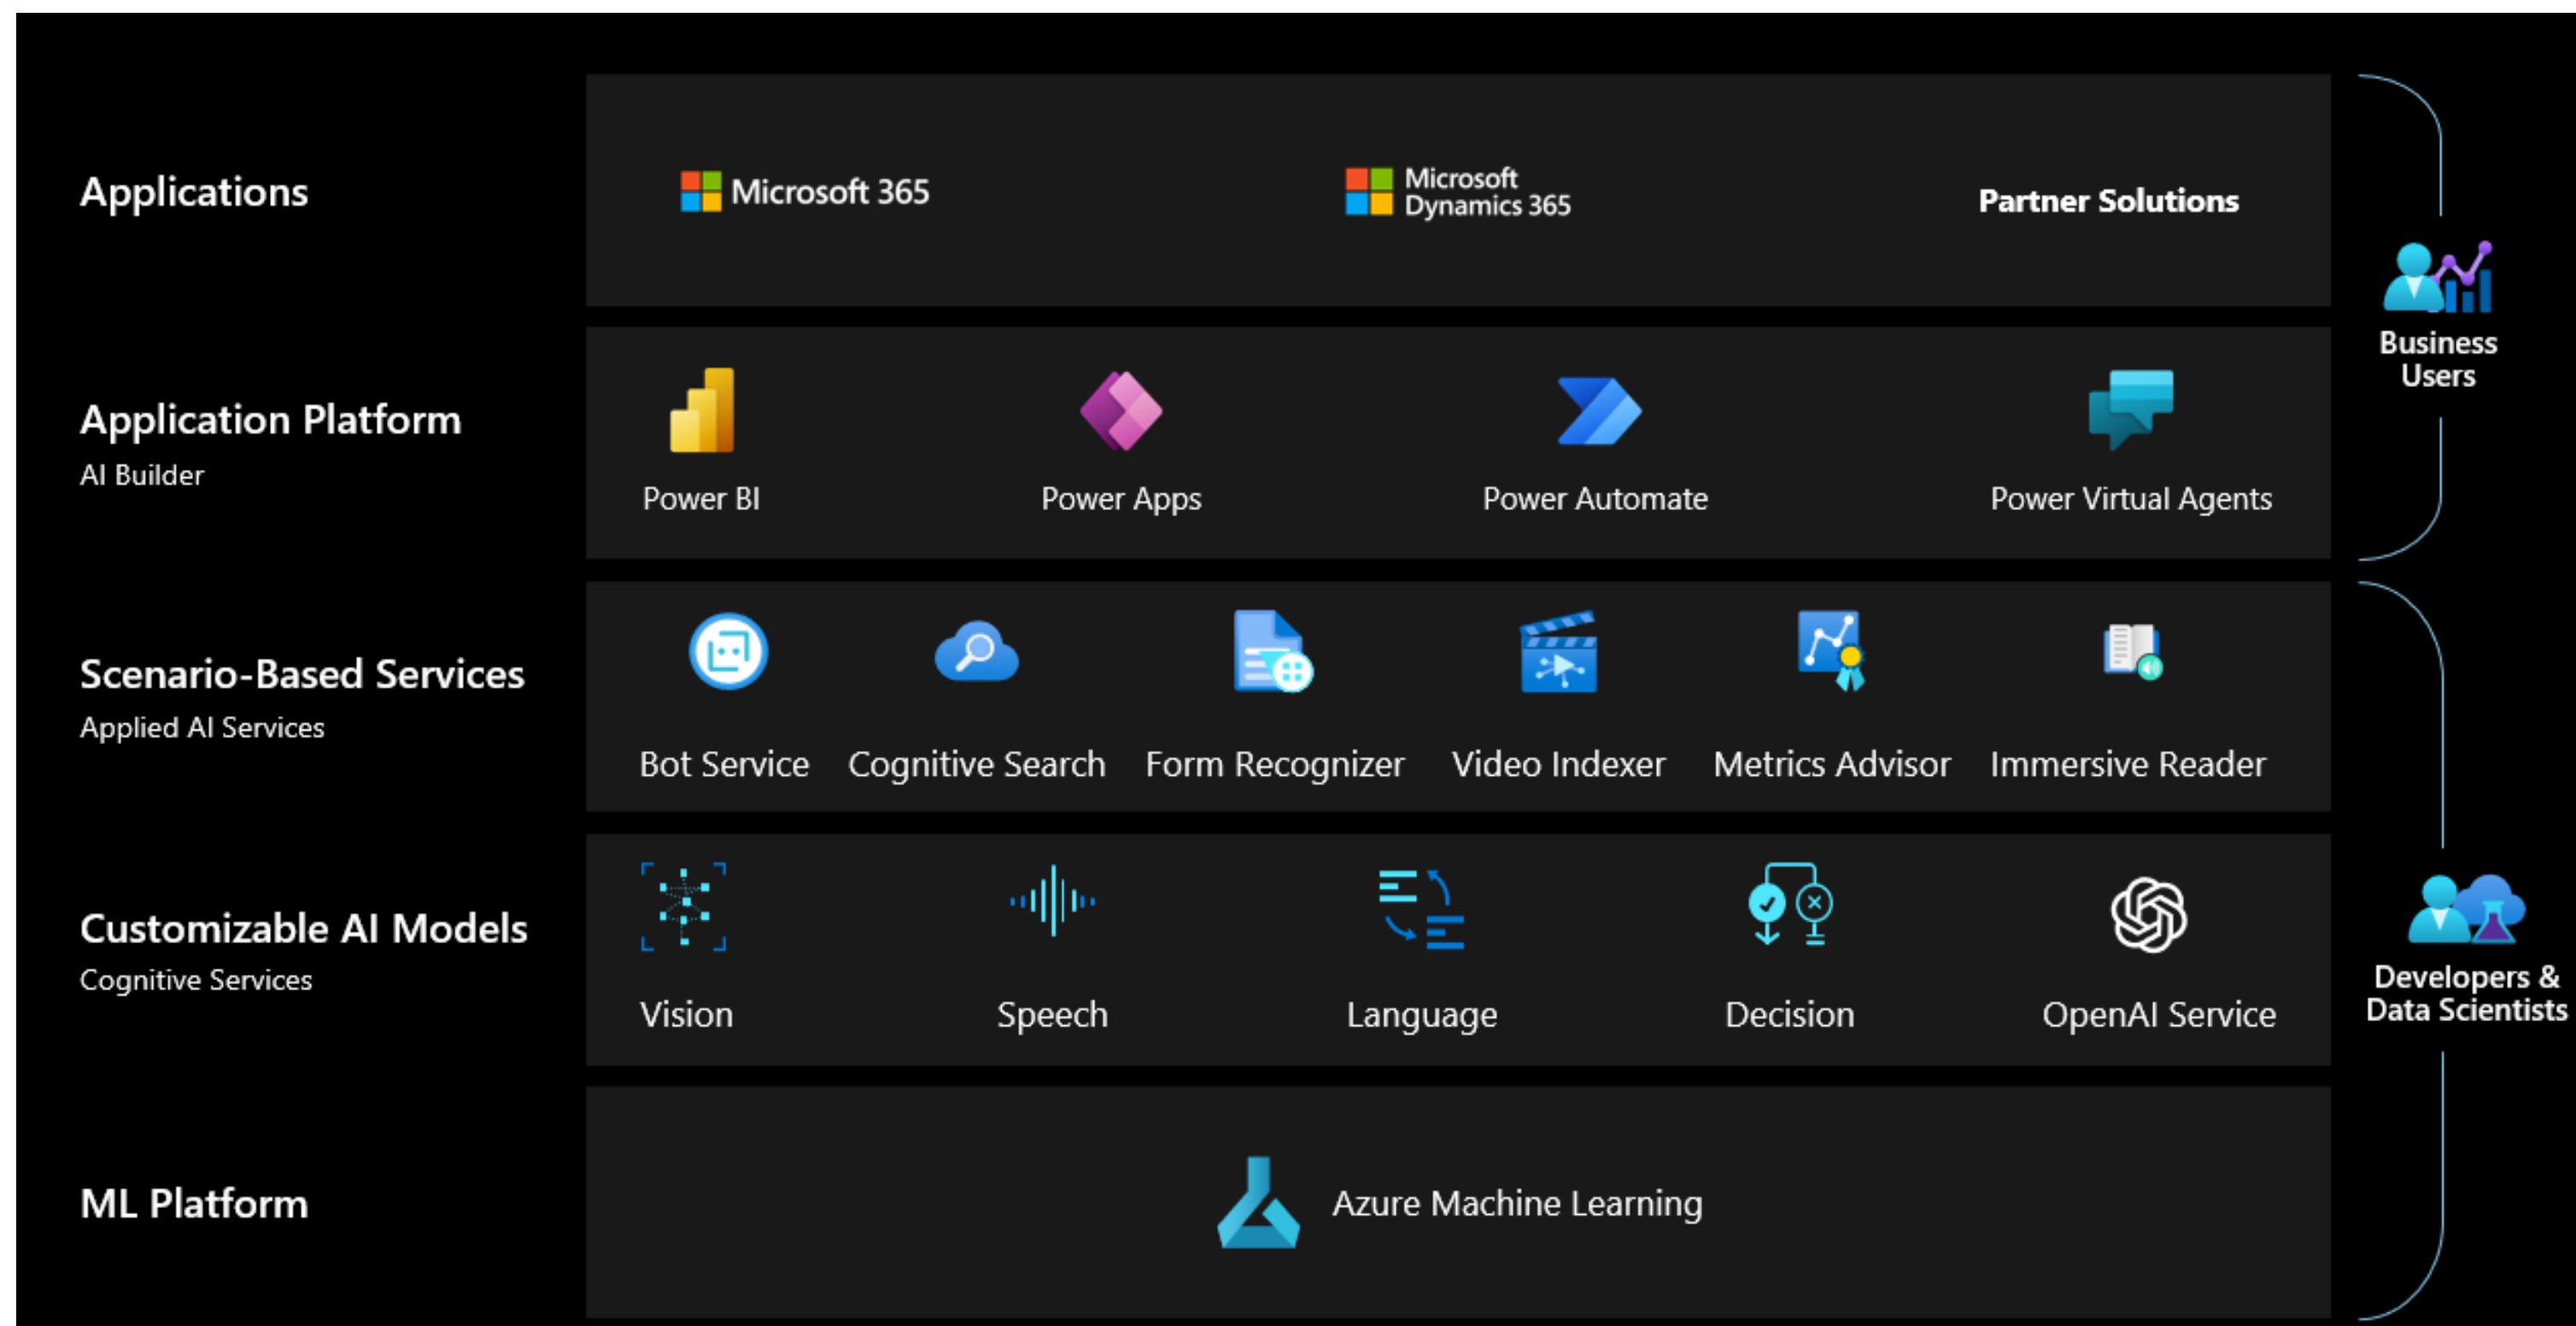 Applications
Microsoft 365
Microsoft
Dynamics 365
Partner Solutions
Business
Users
Application Platform
AI Builder
Power BI
Power Apps
Power Automate
Power Virtual Agents
Scenario-Based Services
Applied AI Services
Bot Service
Cognitive Search
Form Recognizer
Video Indexer
Metrics Advisor
Immersive Reader
Customizable AI Models
Cognitive Services
Vision
Speech
Language
Decision
OpenAI Service
Developers &
Data Scientists
ML Platform
Azure Machine Learning